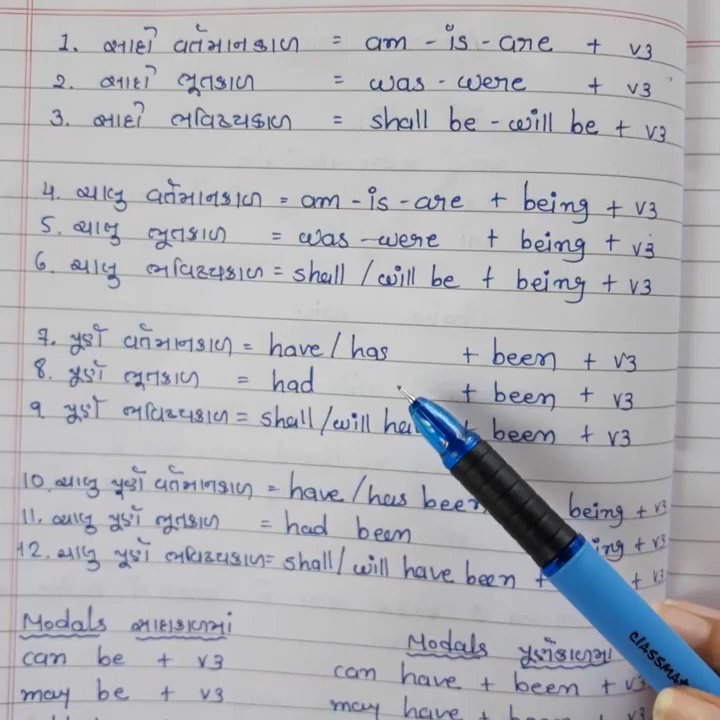 1. સાદો વર્તમાનકાળ = am - is - are + v3
2. સાદો ભૂતકાળ = was - were + v3
3. સાદો ભવિષ્યકાળ = shall be - will be + v3
4. ચાલુ વર્તમાનકાળ = am - is - are + being + v3
5. ચાલુ ભૂતકાળ = was - were + being + v3
6. ચાલુ ભવિષ્યકાળ = shall / will be + being + v3
7. પૂર્ણ વર્તમાનકાળ = have / has + been + v3
8. પૂર્ણ ભૂતકાળ = had + been + v3
9 પૂર્ણ ભવિષ્યકાળ = shall / will + been + v3
10. ચાલુ પૂર્ણ વર્તમાનકાળ = have / has been being + v3
11. ચાલુ પૂર્ણ ભૂતકાળ = had been + v3
12. ચાલુ પૂર્ણ ભવિષ્યકાળ = shall / will have been + + v3
Modals સાદાકાળમાં
can be + v3
may be + v3
Modals પૂર્ણકાળમાં
can have + been + v3
may have +
CLASSMATE